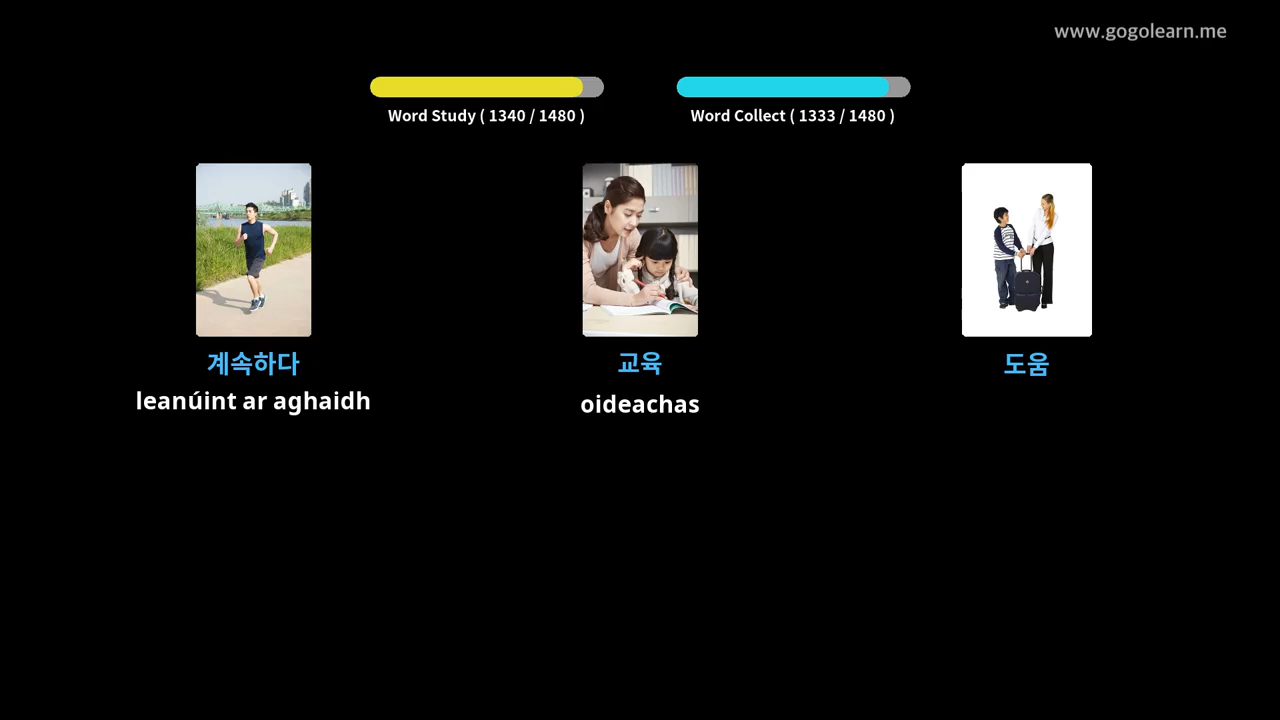 www.gogolearn.me
Word Study ( 1340 / 1480 )
Word Collect ( 1333 / 1480 )
계속하다
교육
도움
leanúint ar aghaidh
oideachas